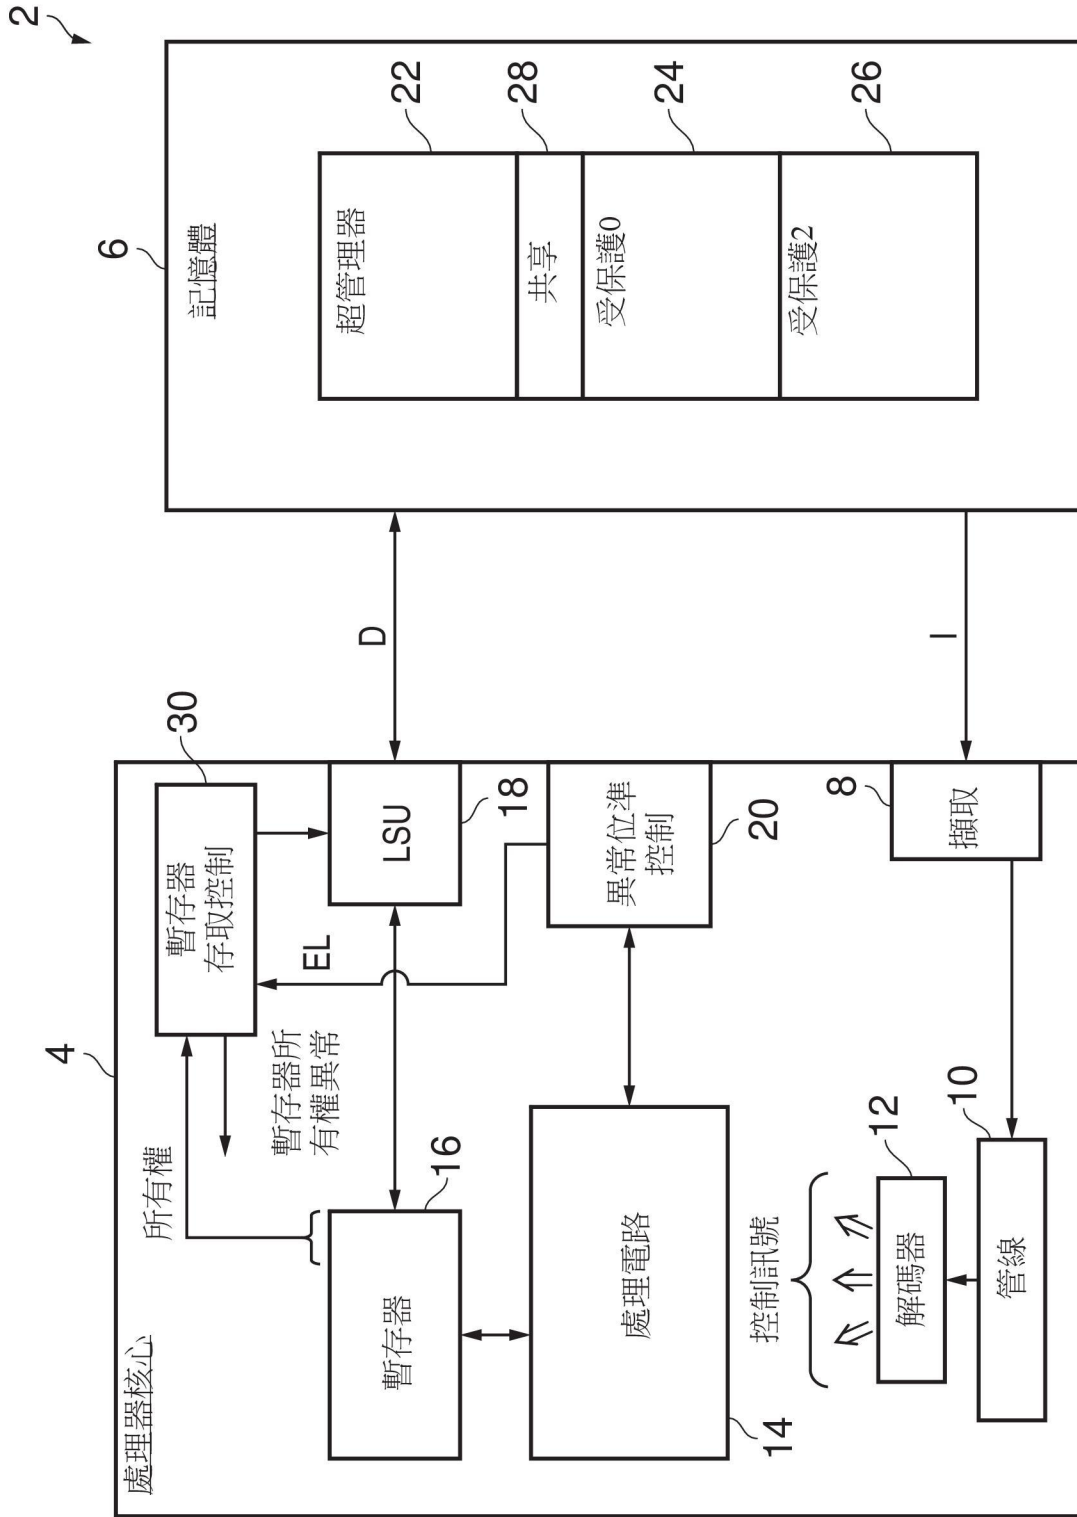 2
4
處理器核心
所有權
30
暫存器
存取控制
暫存器所
有權異常
EL
16
暫存器
LSU
18
D
處理電路
14
異常位準
控制
20
控制訊號
12
解碼器
10
管線
8
擷取
I
6
記憶體
超管理器
22
共享
28
受保護0
24
受保護2
26